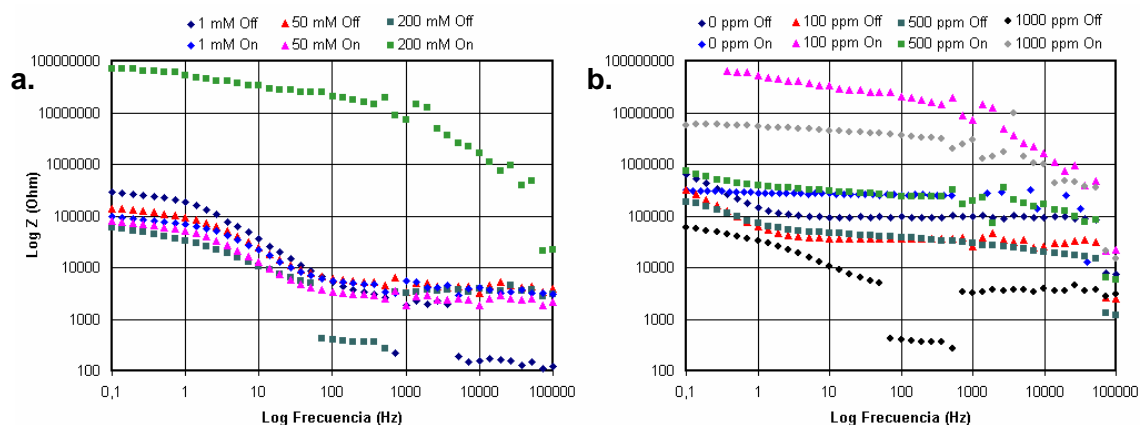 a.
1 mM Off 50 mM Off 200 mM Off
1 mM On 50 mM On 200 mM On
100000000
10000000
1000000
100000
10000
1000
100
0,1 1 10 100 1000 10000 100000
Log Z (Ohm)
Log Frecuencia (Hz)
b.
0 ppm Off 100 ppm Off 500 ppm Off 1000 ppm Off
0 ppm On 100 ppm On 500 ppm On 1000 ppm On
100000000
10000000
1000000
100000
10000
1000
100
0,1 1 10 100 1000 10000 100000
Log Frecuencia (Hz)